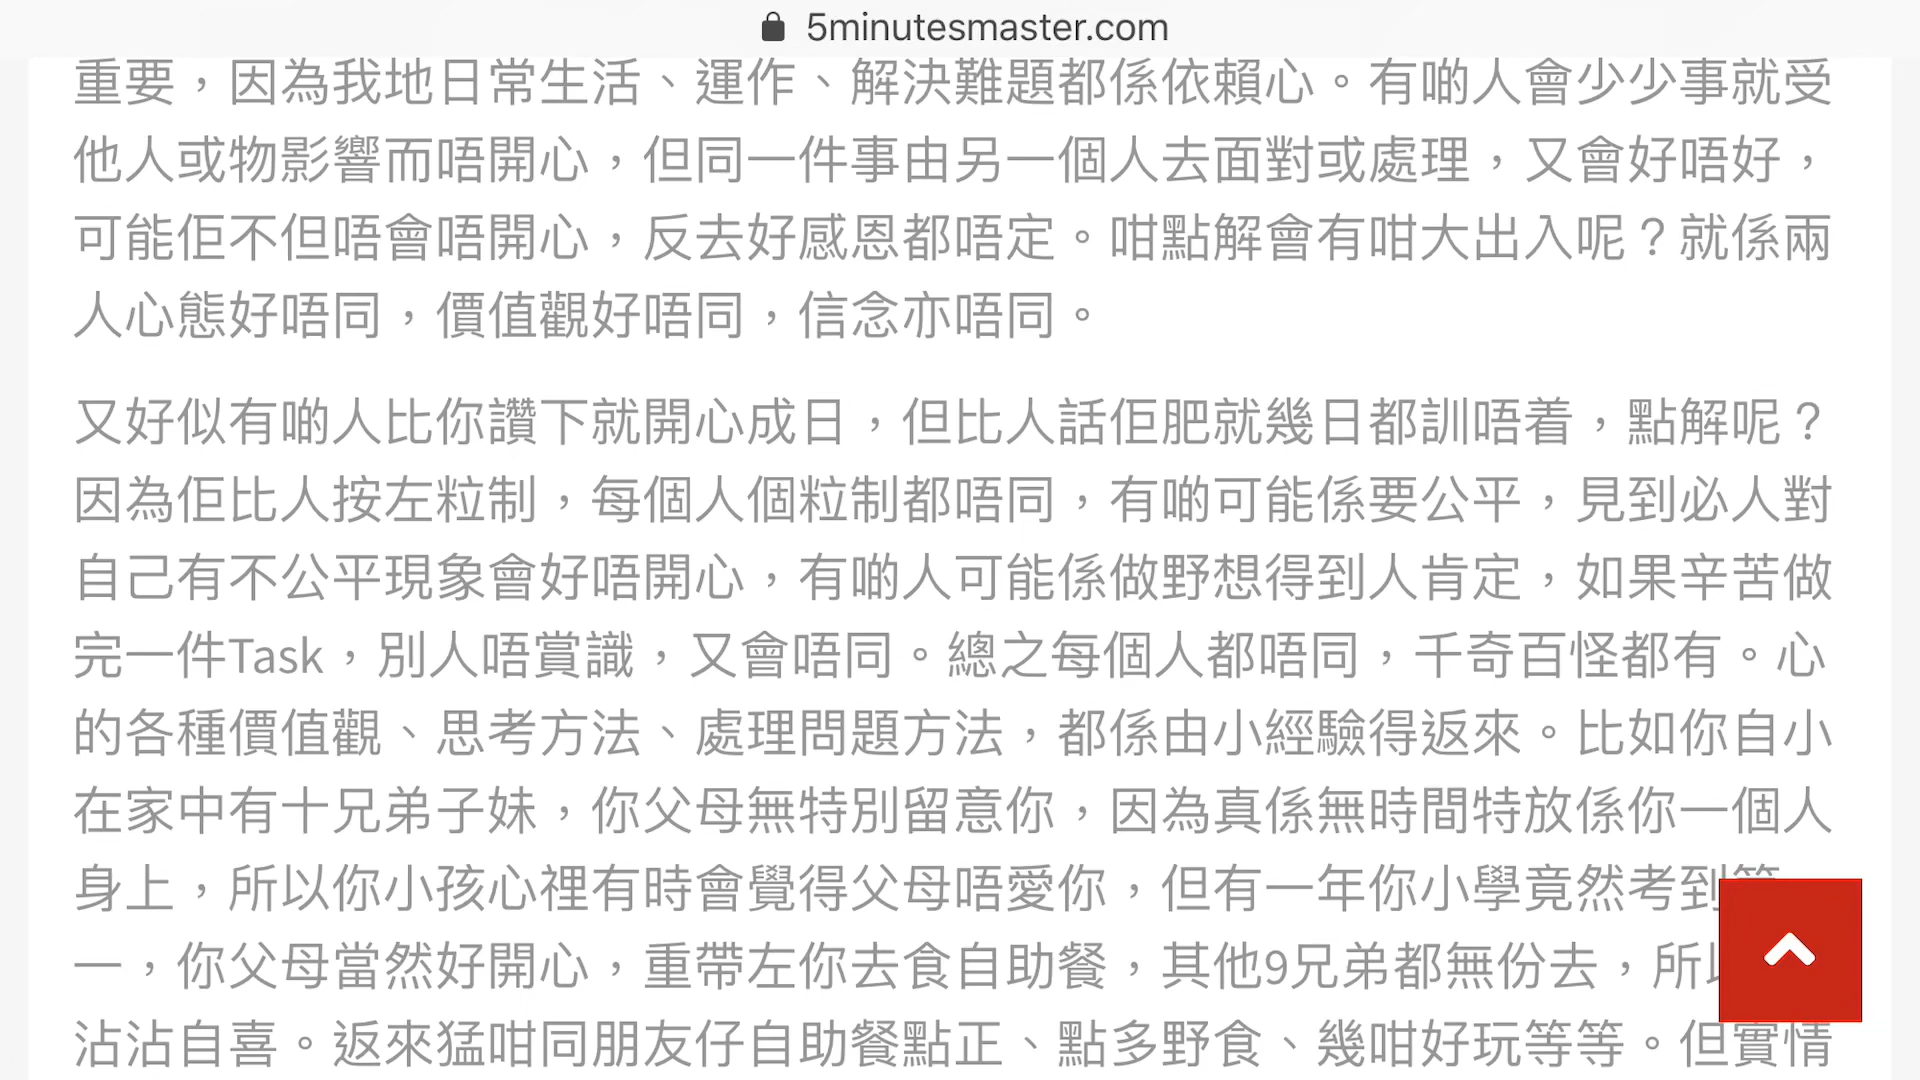 5minutesmaster.com
重要，因為我地日常生活、運作、解決難題都係依賴心。有啲人會少少事就受
他人或物影響而唔開心，但同一件事由另一個人去面對或處理，又會好唔好，
可能佢不但唔會唔開心，反去好感恩都唔定。咁點解會有咁大出入呢？就係兩
人心態好唔同，價值觀好唔同，信念亦唔同。
又好似有啲人比你讚下就開心成日，但比人話佢肥就幾日都訓唔着，點解呢？
因為佢比人按左粒制，每個人個粒制都唔同，有啲可能係要公平，見到必人對
自己有不公平現象會好唔開心，有啲人可能係做野想得到人肯定，如果辛苦做
完一件Task，別人唔賞識，又會唔同。總之每個人都唔同，千奇百怪都有。心
的各種價值觀、思考方法、處理問題方法，都係由小經驗得返來。比如你自小
在家中有十兄弟子妹，你父母無特別留意你，因為真係無時間特放係你一個人
身上，所以你小孩心裡有時會覺得父母唔愛你，但有一年你小學竟然考到
一，你父母當然好開心，重帶左你去食自助餐，其他9兄弟都無份去，所
沾沾自喜。返來猛咁同朋友仔自助餐點正、點多野食、幾咁好玩等等。但實情